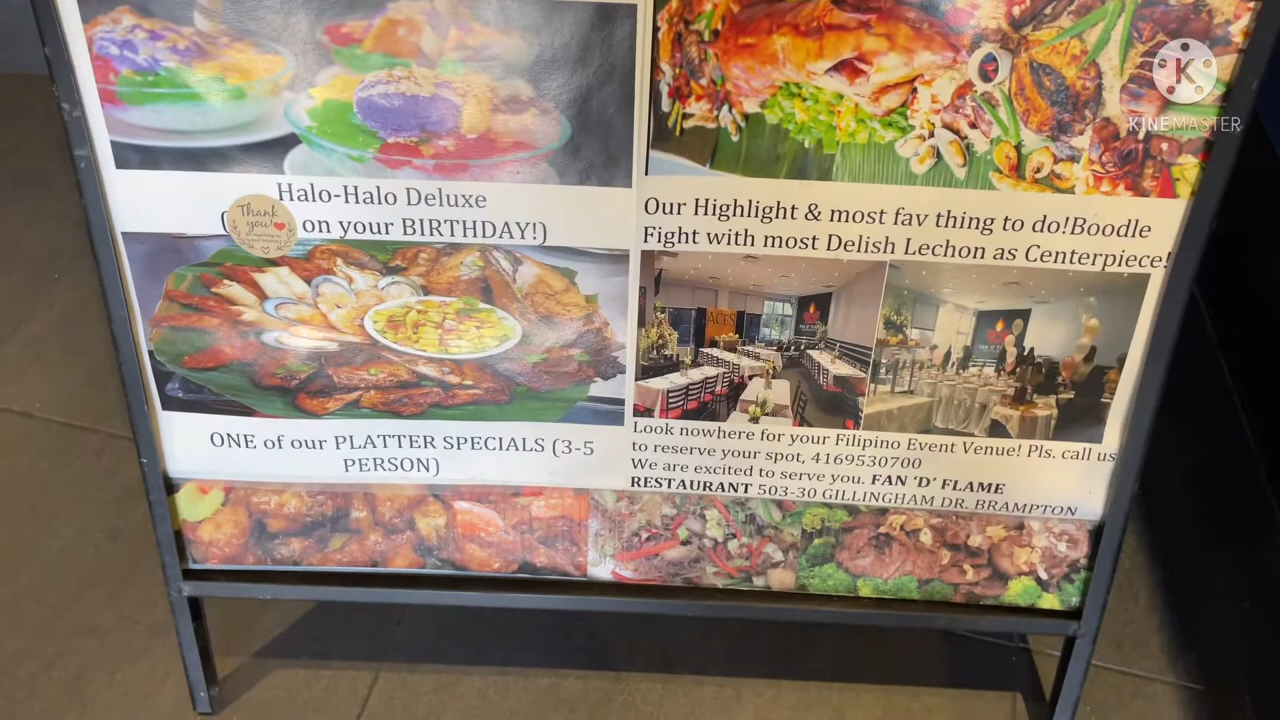 Halo-Halo Deluxe
( on your BIRTHDAY!)
Thank
you!
ONE of our PLATTER SPECIALS (3-5
PERSON)
Our Highlight & most fav thing to do!Boodle
Fight with most Delish Lechon as Centerpiece!
ACES
Look nowhere for your Filipino Event Venue! Pls. call us
to reserve your spot, 4169530700
We are excited to serve you. FAN 'D' FLAME
RESTAURANT 503-30 GILLINGHAM DR. BRAMPTON
K
KINEMASTER